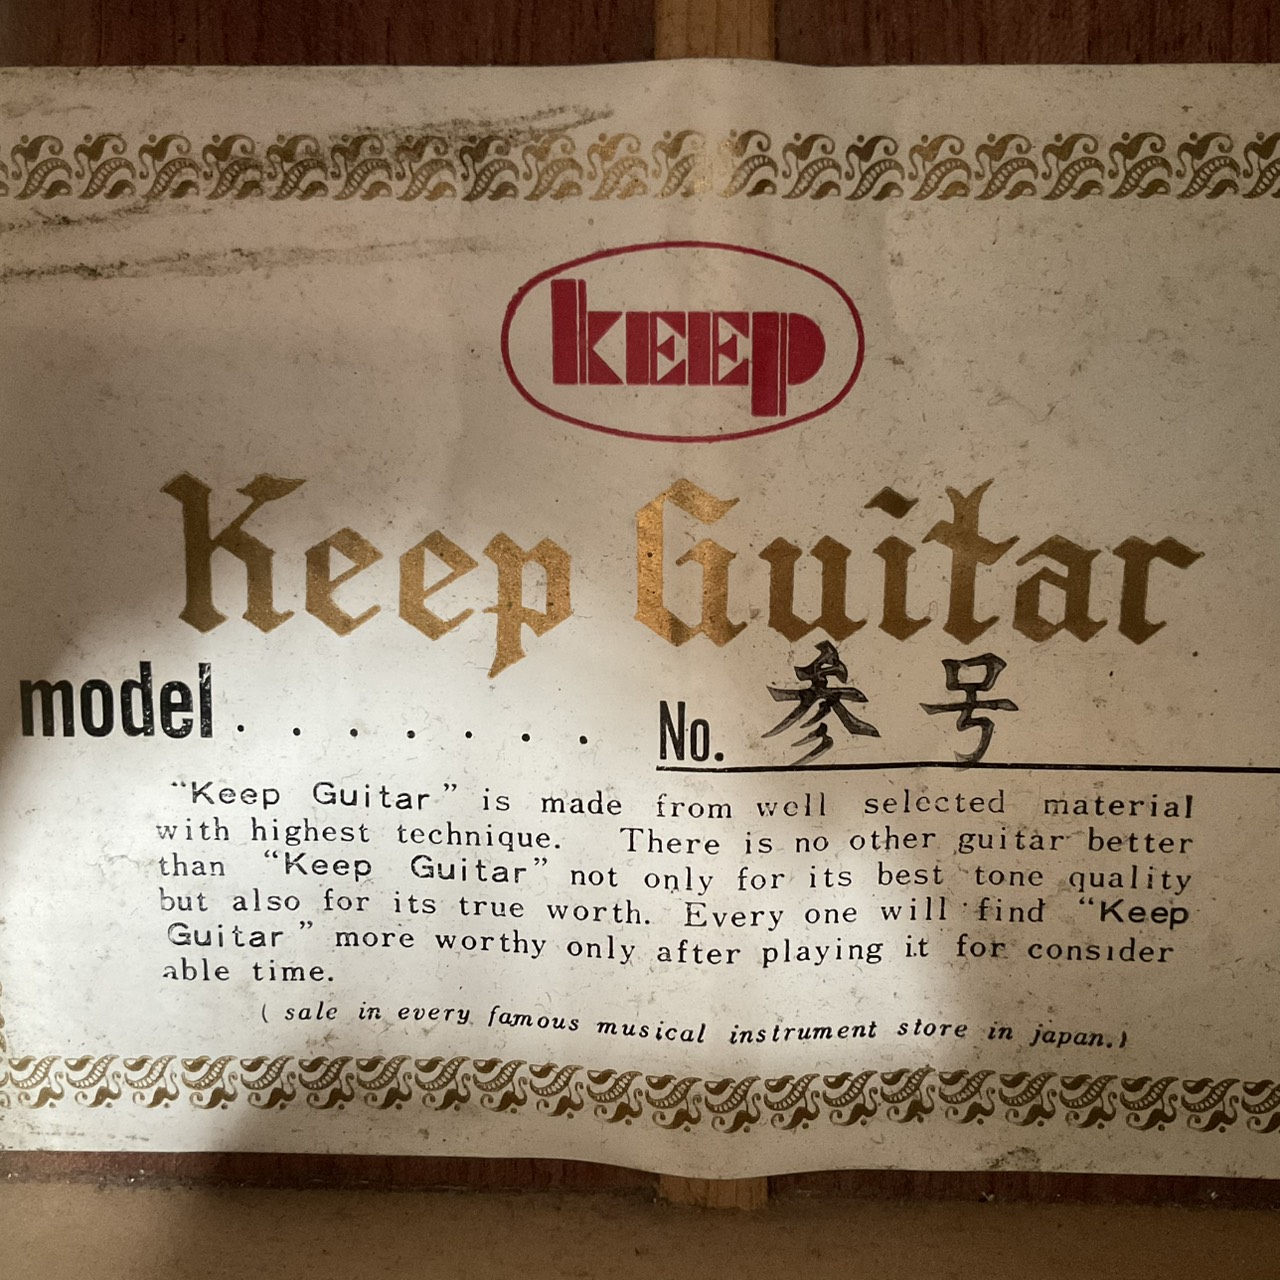 KEEP
Keep Guitar
model....... No. 参号
“Keep Guitar” is made from well selected material
with highest technique. There is no other guitar better
than “Keep Guitar” not only for its best tone quality
but also for its true worth. Every one will find “Keep
Guitar” more worthy only after playing it for consider
able time.
( sale in every famous musical instrument store in japan.)